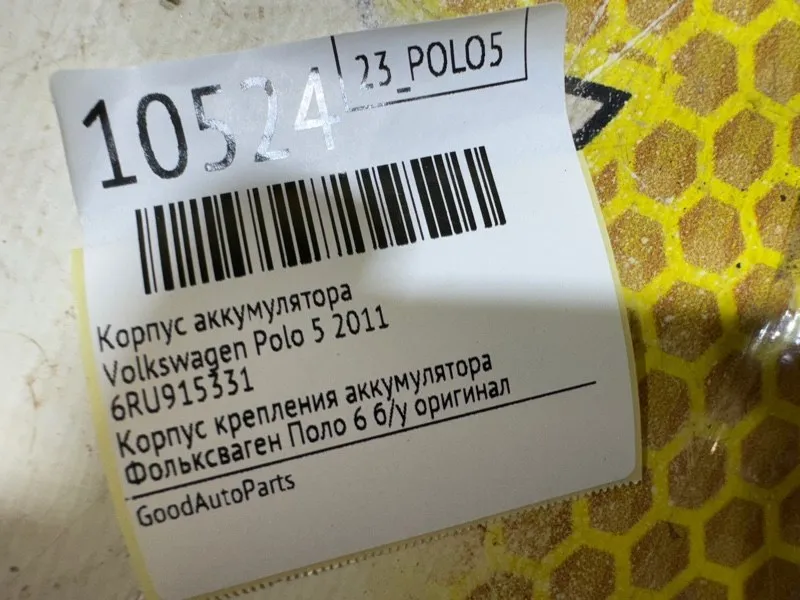 10524
23_POLO5
Корпус аккумулятора
Volkswagen Polo 5 2011
6RU915331
Корпус крепления аккумулятора
Фольксваген Поло 6 б/у оригинал
GoodAutoParts